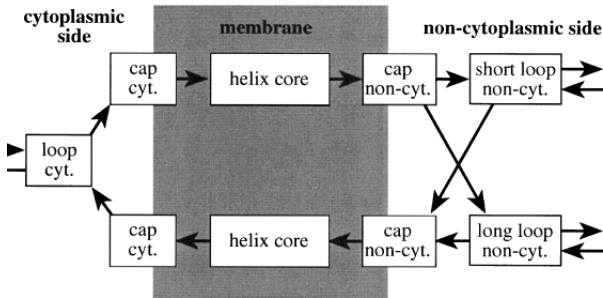 cytoplasmic
side
membrane
non-cytoplasmic side
cap
cyt.
helix core
cap
non-cyt.
short loop
non-cyt.
loop
cyt.
cap
cyt.
helix core
cap
non-cyt.
long loop
non-cyt.